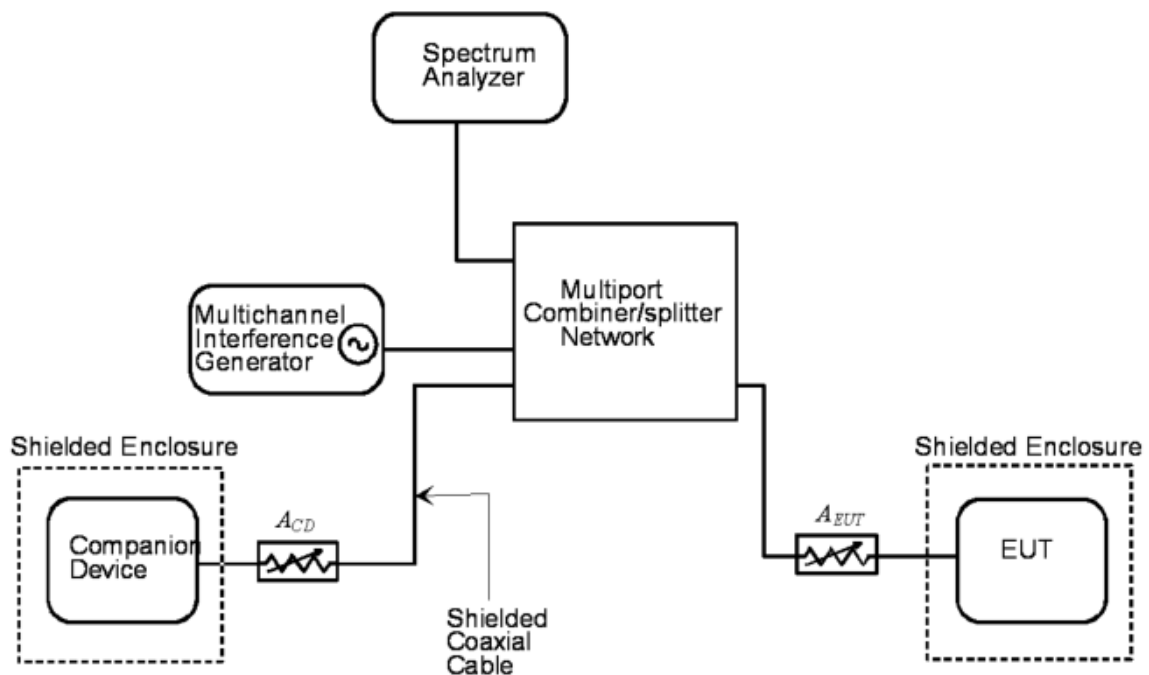 Spectrum
Analyzer
Multiport
Combiner/splitter
Network
Multichannel
Interference
Generator
Shielded Enclosure
Companion
Device
A_CD
Shielded
Coaxial
Cable
A_EUT
Shielded Enclosure
EUT